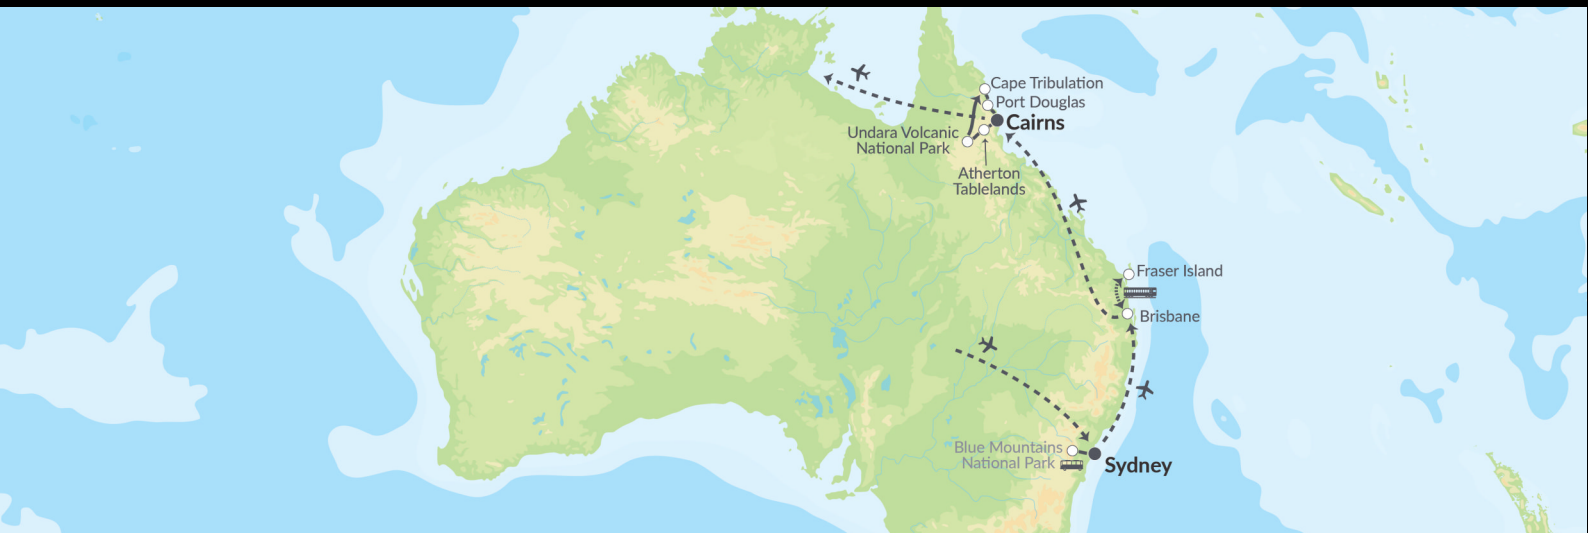 Cape Tribulation
Port Douglas
Cairns
Undara Volcanic
National Park
Atherton
Tablelands
Fraser Island
Brisbane
Blue Mountains
National Park
Sydney